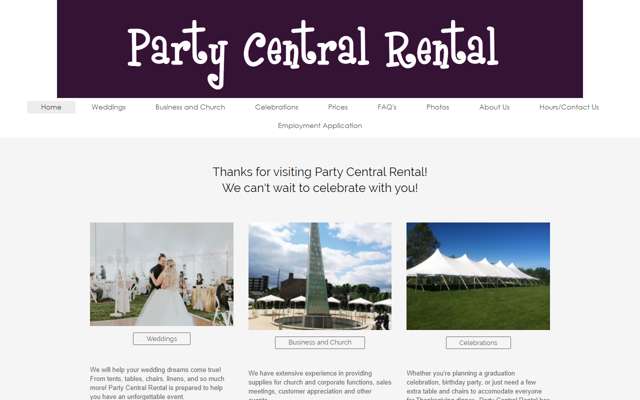 Party Central Rental
Home Weddings Business and Church Celebrations Prices FAQ's Photos About Us Hours/Contact Us
Employment Application
Thanks for visiting Party Central Rental!
We can't wait to celebrate with you!
Weddings
Business and Church
Celebrations
We will help your wedding dreams come true!
From tents, tables, chairs, linens, and so much
more! Party Central Rental is prepared to help
you have an unforgettable event.
We have extensive experience in providing
supplies for church and corporate functions, sales
meetings, customer appreciation and other
events.
Whether you're planning a graduation
celebration, birthday party, or just need a few
extra table and chairs to accomodate everyone
for Thanksgiving dinner, Party Central Rental has